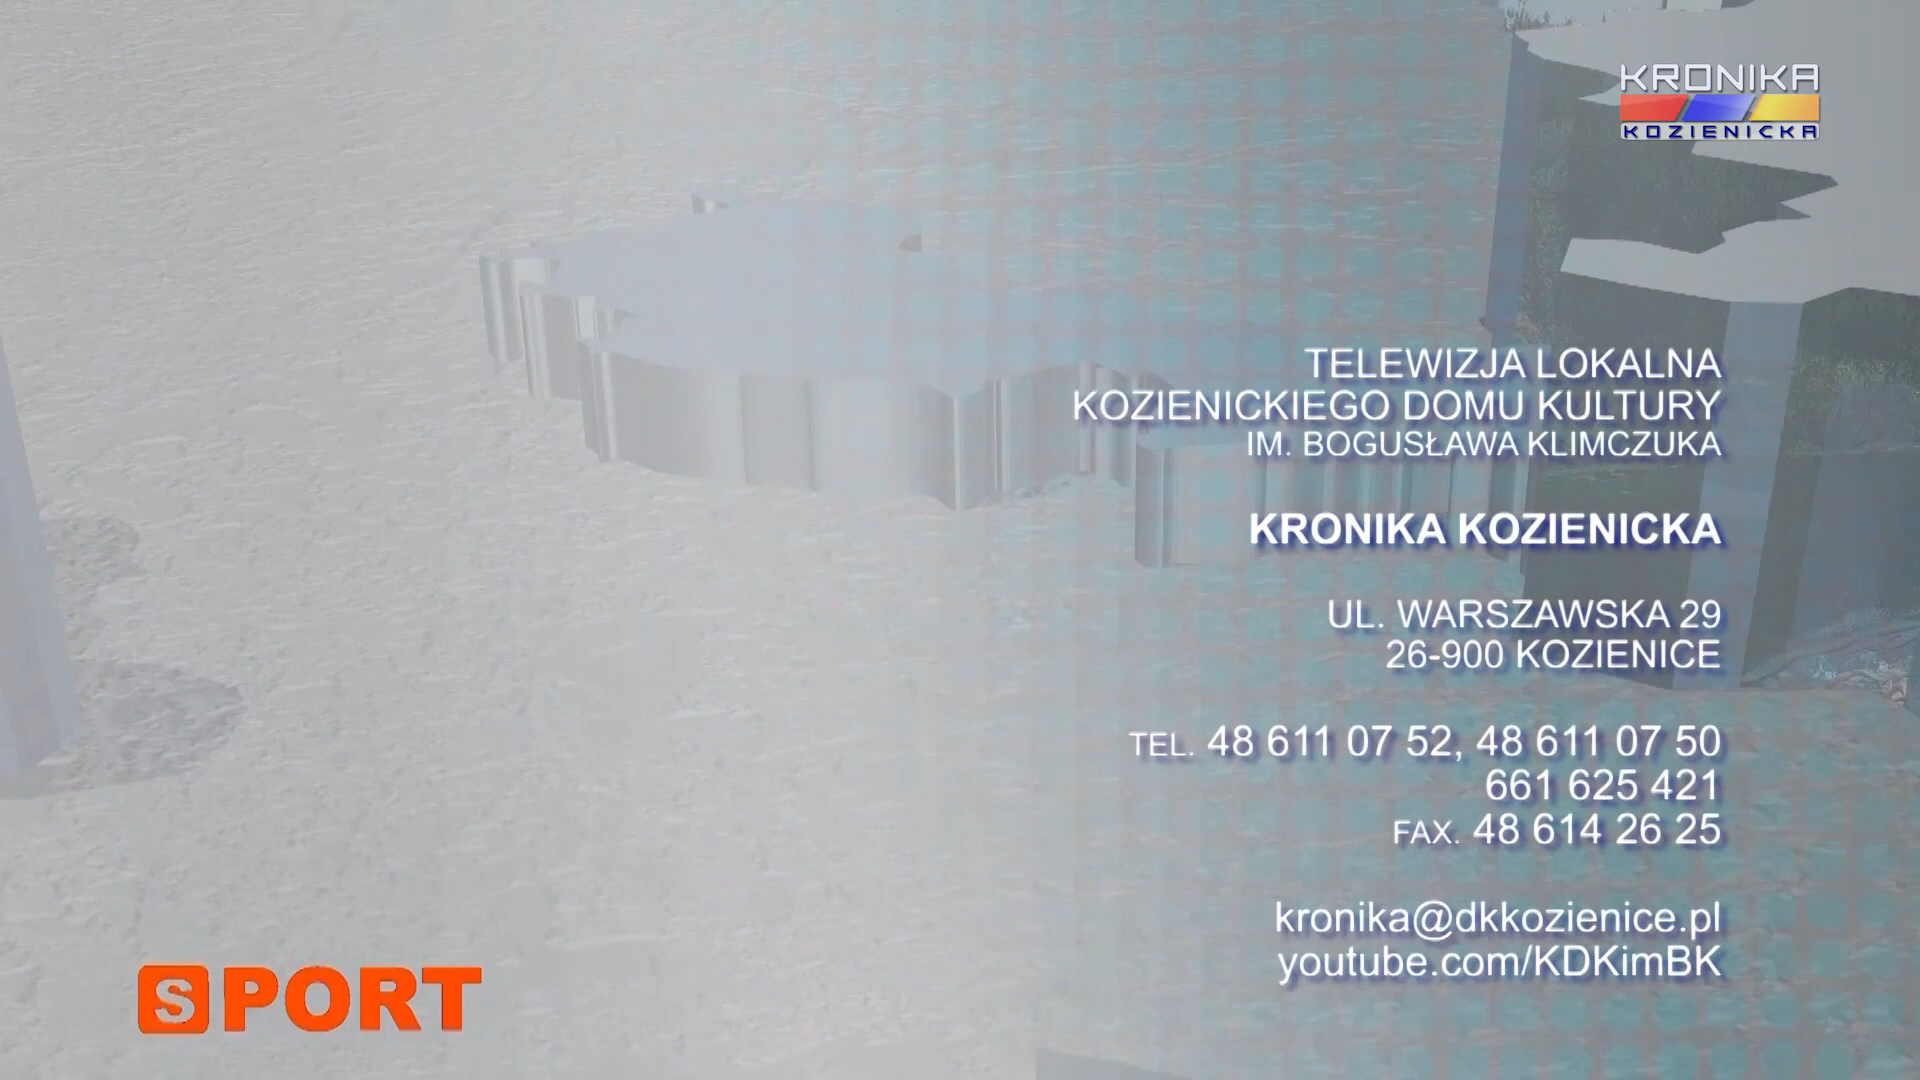 KRONIKA
KOZIENICKA
TELEWIZJA LOKALNA
KOZIENICKIEGO DOMU KULTURY
IM. BOGUSŁAWA KLIMCZUKA
KRONIKA KOZIENICKA
UL. WARSZAWSKA 29
26-900 KOZIENICE
TEL. 48 611 07 52, 48 611 07 50
661 625 421
FAX. 48 614 26 25
kronika@dkkozienice.pl
youtube.com/KDKimBK
SPORT